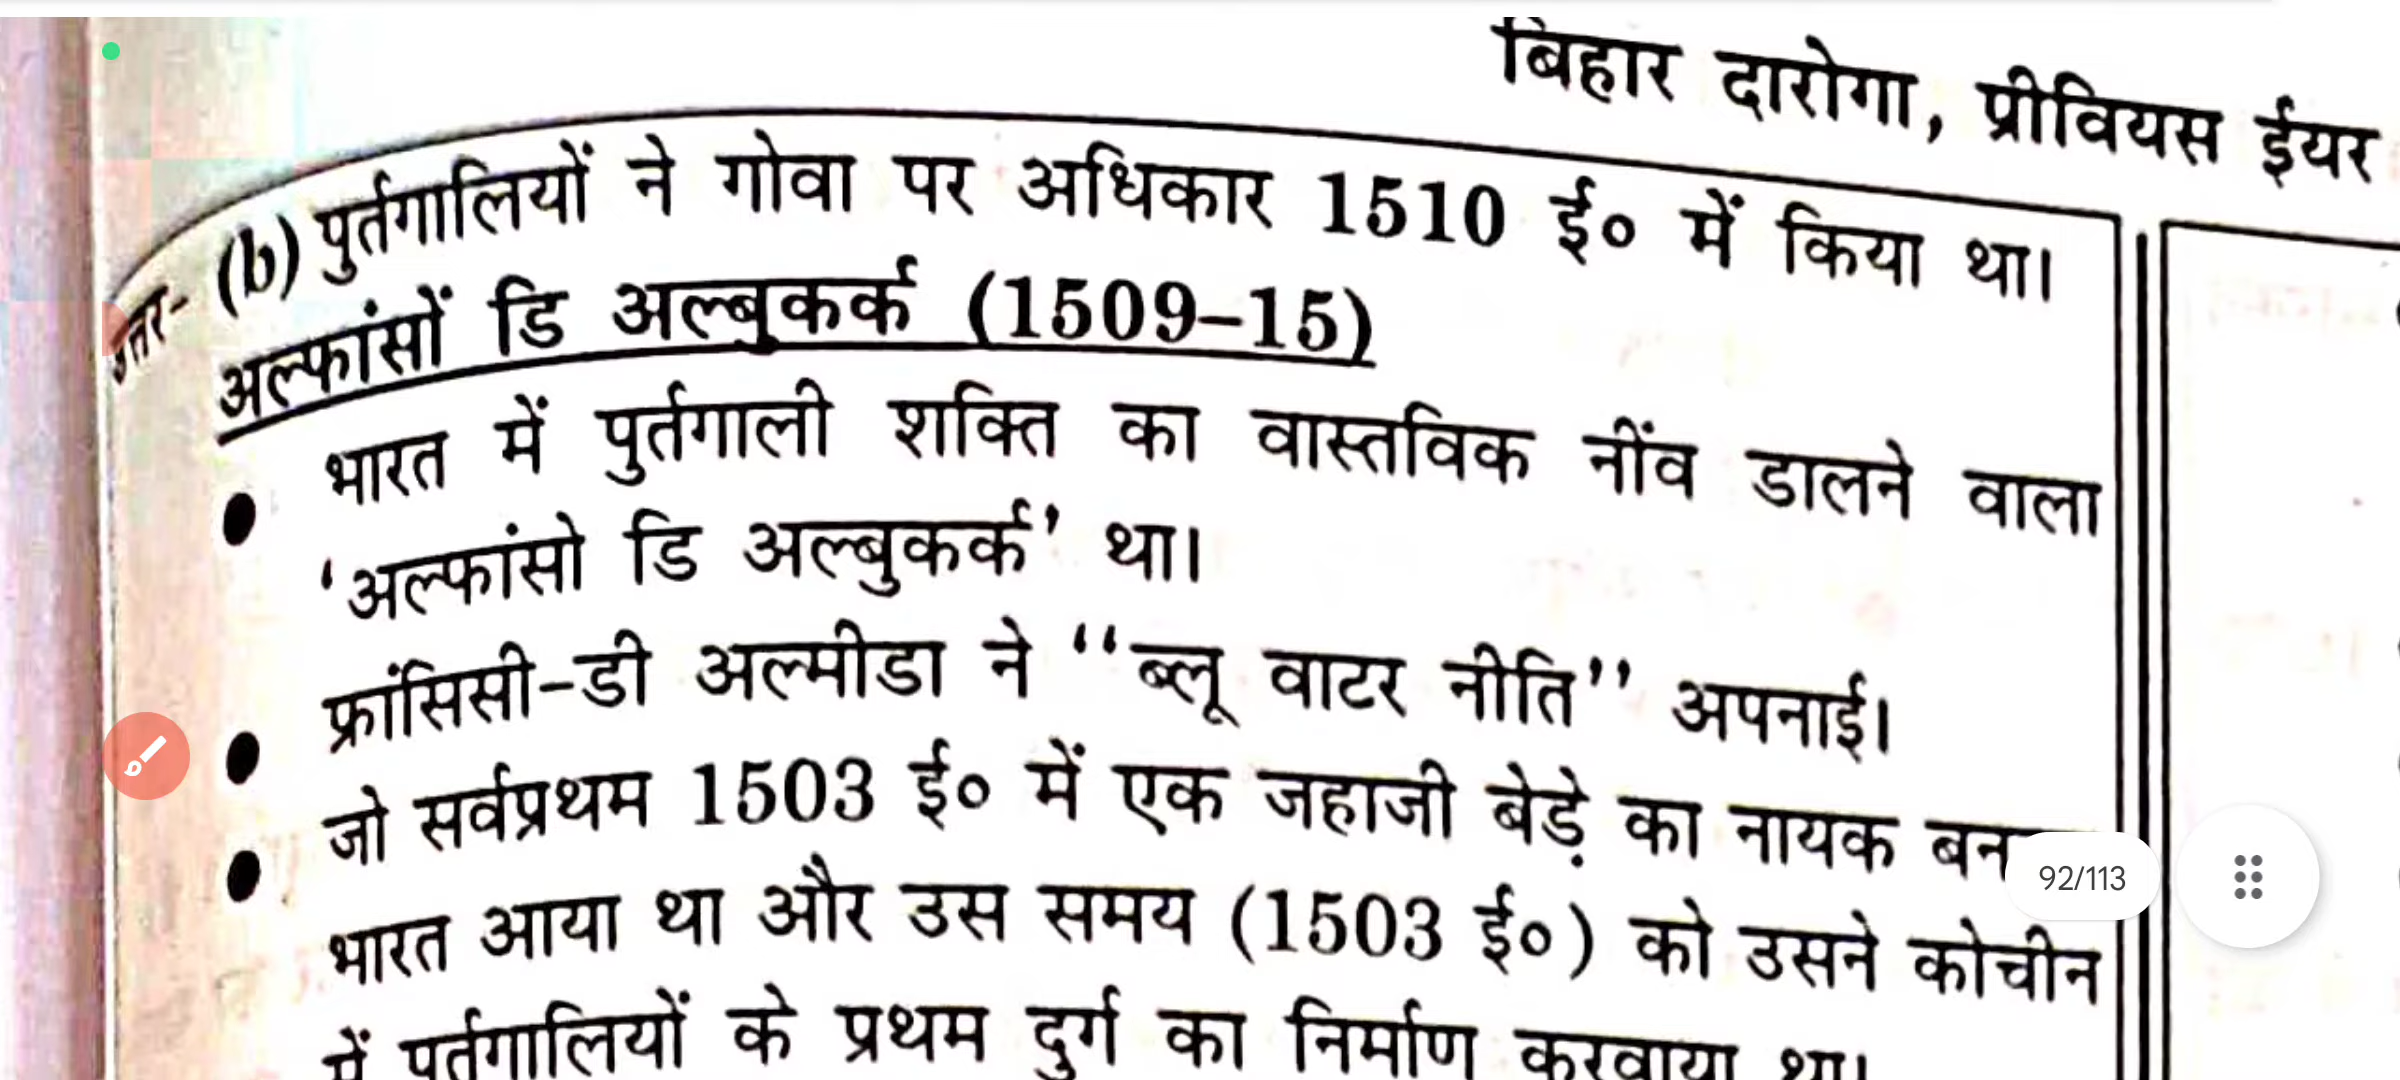 बिहार दारोगा, प्रीवियस ईयर
उत्तर- (b) पुर्तगालियों ने गोवा पर अधिकार 1510 ई० में किया था।
अल्फांसों डि अल्बुकर्क (1509–15)
● भारत में पुर्तगाली शक्ति का वास्तविक नींव डालने वाला
‘अल्फांसो डि अल्बुकर्क’ था।
● फ्रांसिसी-डी अल्मीडा ने ‘‘ब्लू वाटर नीति’’ अपनाई।
● जो सर्वप्रथम 1503 ई० में एक जहाजी बेड़े का नायक बन
92/113
भारत आया था और उस समय (1503 ई०) को उसने कोचीन
में पुर्तगालियों के प्रथम दुर्ग का निर्माण करवाया था।